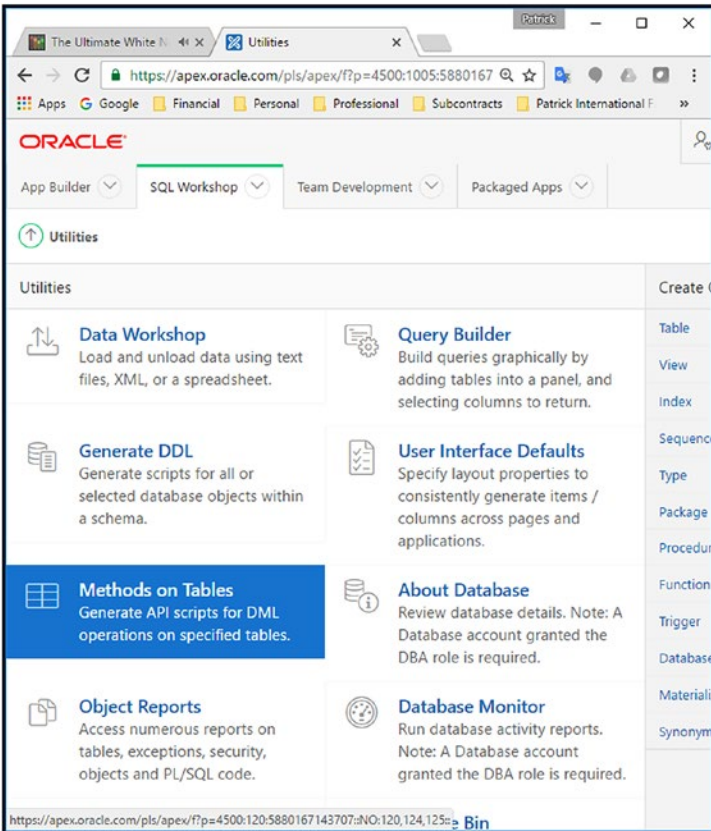 Patrick
The Ultimate White N
Utilities
https://apex.oracle.com/pls/apex/f?p=4500:1005:5880167
Apps Google Financial Personal Professional Subcontracts Patrick International F
ORACLE
App Builder SQL Workshop Team Development Packaged Apps
Utilities
Utilities
Data Workshop
Load and unload data using text
files, XML, or a spreadsheet.
Query Builder
Build queries graphically by
adding tables into a panel, and
selecting columns to return.
Generate DDL
Generate scripts for all or
selected database objects within
a schema.
User Interface Defaults
Specify layout properties to
consistently generate items /
columns across pages and
applications.
Methods on Tables
Generate API scripts for DML
operations on specified tables.
About Database
Review database details. Note: A
Database account granted the
DBA role is required.
Object Reports
Access numerous reports on
tables, exceptions, security,
objects and PL/SQL code.
Database Monitor
Run database activity reports.
Note: A Database account
granted the DBA role is required.
https://apex.oracle.com/pls/apex/f?p=4500:120:5880167143707::NO:120,124,125::
e Bin
Create
Table
View
Index
Sequenc
Type
Package
Procedur
Function
Trigger
Database
Materiali
Synonym